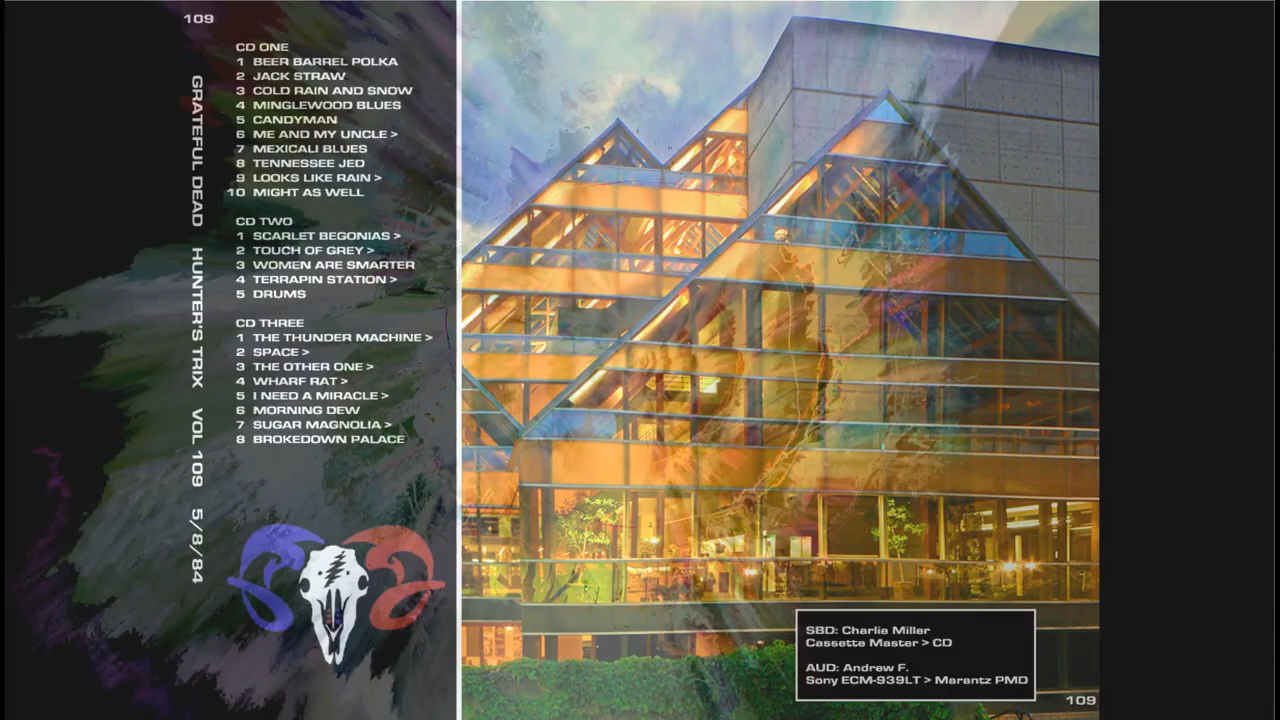 109
GRATEFUL DEAD HUNTER'S TRIX VOL 109 5/8/84
CD ONE
1 BEER BARREL POLKA
2 JACK STRAW
3 COLD RAIN AND SNOW
4 MINGLEWOOD BLUES
5 CANDYMAN
6 ME AND MY UNCLE >
7 MEXICALI BLUES
8 TENNESSEE JED
9 LOOKS LIKE RAIN >
10 MIGHT AS WELL
CD TWO
1 SCARLET BEGONIAS >
2 TOUCH OF GREY >
3 WOMEN ARE SMARTER
4 TERRAPIN STATION >
5 DRUMS
CD THREE
1 THE THUNDER MACHINE >
2 SPACE >
3 THE OTHER ONE >
4 WHARF RAT >
5 I NEED A MIRACLE >
6 MORNING DEW
7 SUGAR MAGNOLIA >
8 BROKEDOWN PALACE
SBD: Charlie Miller
Cassette Master > CD
AUD: Andrew F.
Sony ECM-939LT > Marantz PMD
109